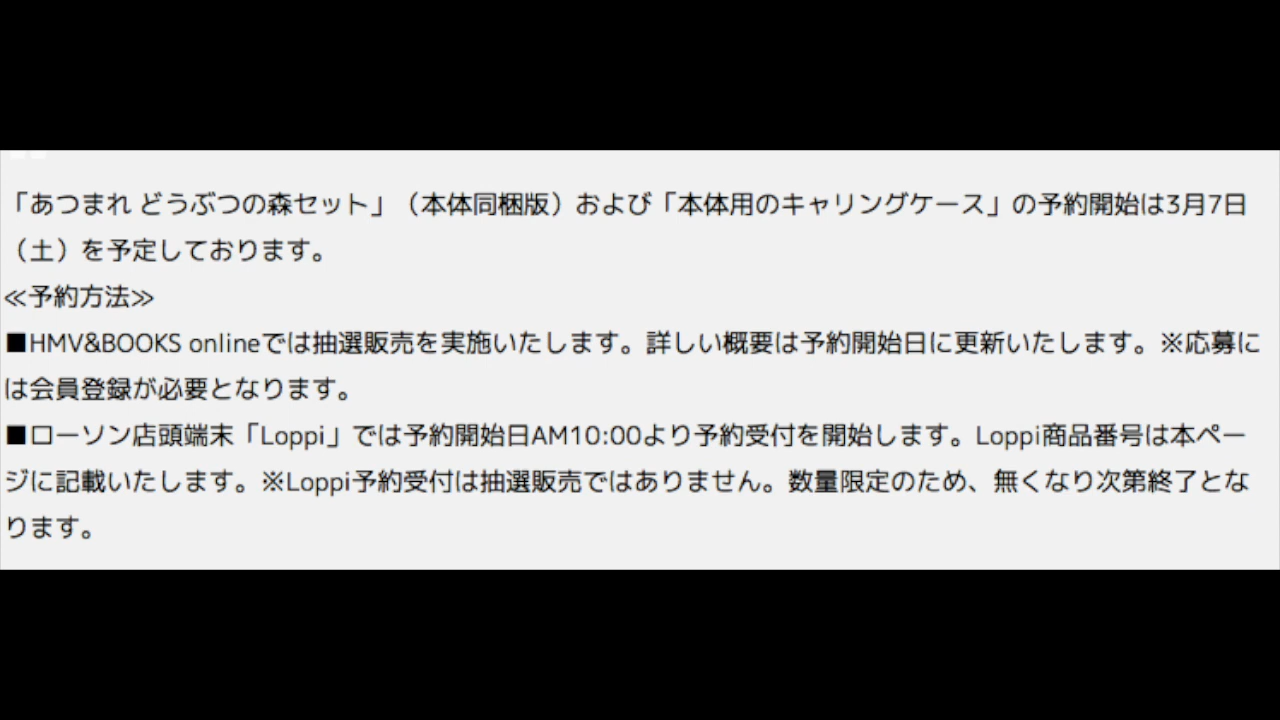 「あつまれ どうぶつの森セット」（本体同梱版）および「本体用のキャリングケース」の予約開始は3月7日
（土）を予定しております。
≪予約方法≫
■HMV&BOOKS onlineでは抽選販売を実施いたします。詳しい概要は予約開始日に更新いたします。※応募に
は会員登録が必要となります。
■ローソン店頭端末「Loppi」では予約開始日AM10:00より予約受付を開始します。Loppi商品番号は本ペー
ジに記載いたします。※Loppi予約受付は抽選販売ではありません。数量限定のため、無くなり次第終了とな
ります。